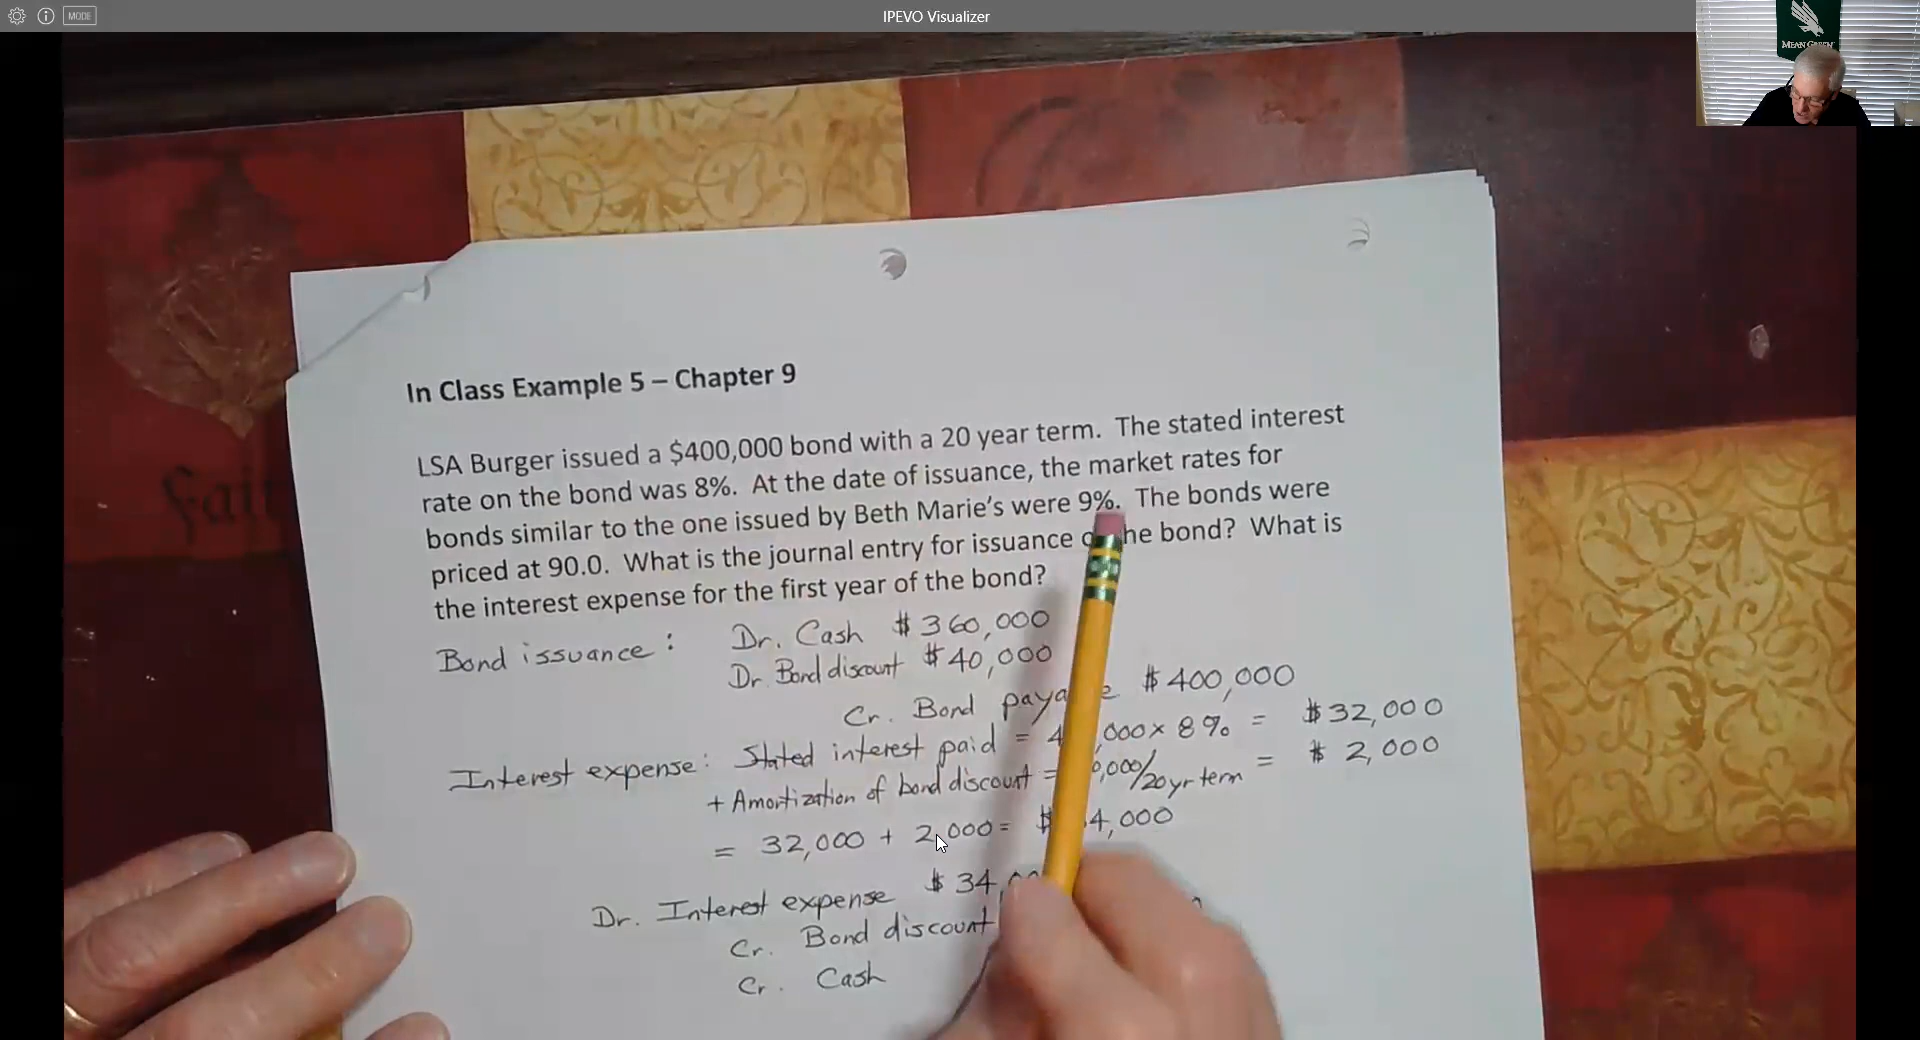 MODE
IPEVO Visualizer
MEAN GREEN
Fait
In Class Example 5 – Chapter 9
LSA Burger issued a $400,000 bond with a 20 year term. The stated interest
rate on the bond was 8%. At the date of issuance, the market rates for
bonds similar to the one issued by Beth Marie's were 9%. The bonds were
priced at 90.0. What is the journal entry for issuance the bond? What is
the interest expense for the first year of the bond?
Bond issuance: Dr. Cash $360,000
Dr. Bond discount $40,000
Cr. Bond $400,000
Interest expense: Stated interest paid = ,000 x 8% = $32,000
+ Amortization of bond discount = ,000/20 yr term = $2,000
= 32,000 + 2,000 = $ 4,000
Dr. Interest expense $34,
Cr. Bond discount
Cr. Cash